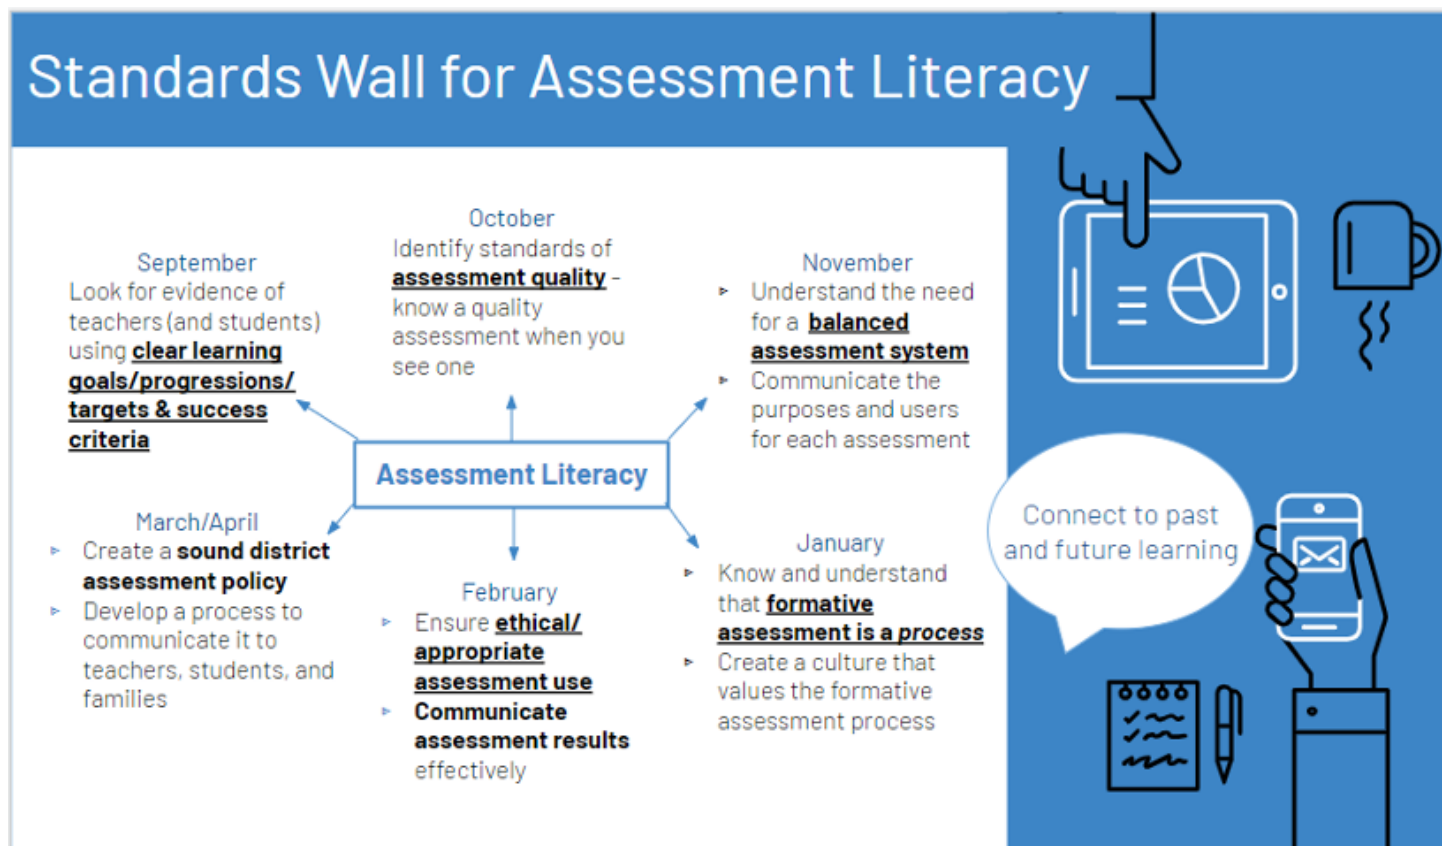 Standards Wall for Assessment Literacy
September
Look for evidence of
teachers (and students)
using clear learning
goals/progressions/
targets & success
criteria
October
Identify standards of
assessment quality -
know a quality
assessment when you
see one
November
Understand the need
for a balanced
assessment system
Communicate the
purposes and users
for each assessment
Assessment Literacy
March/April
Create a sound district
assessment policy
Develop a process to
communicate it to
teachers, students, and
families
February
Ensure ethical/
appropriate
assessment use
Communicate
assessment results
effectively
January
Know and understand
that formative
assessment is a process
Create a culture that
values the formative
assessment process
Connect to past
and future learning